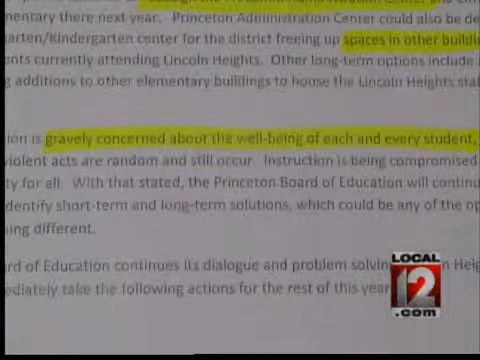 mentary there next year. Princeton Administration Center could also be de
arten/Kindergarten center for the district freeing up spaces in other buildin
nts currently attending Lincoln Heights. Other long-term options include
g additions to other elementary buildings to house the Lincoln Heights sta
ion is gravely concerned about the well-being of each and every student,
violent acts are random and still occur. Instruction is being compromised
ty for all. With that stated, the Princeton Board of Education will continu
identify short-term and long-term solutions, which could be any of the op
hing different.
ard of Education continues its dialogue and problem solvin n Heig
ediately take the following actions for the rest of this year
LOCAL
12
.com